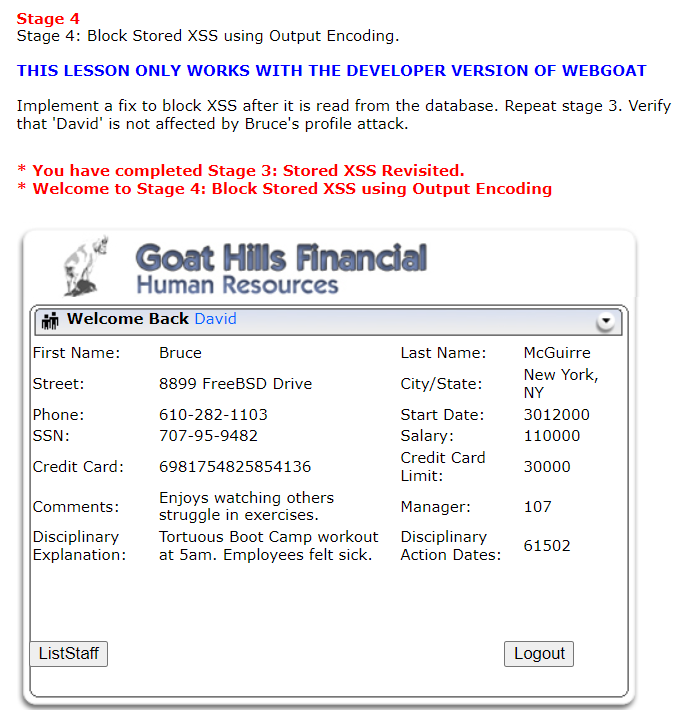 Stage 4
Stage 4: Block Stored XSS using Output Encoding.
THIS LESSON ONLY WORKS WITH THE DEVELOPER VERSION OF WEBGOAT
Implement a fix to block XSS after it is read from the database. Repeat stage 3. Verify
that 'David' is not affected by Bruce's profile attack.
* You have completed Stage 3: Stored XSS Revisited.
* Welcome to Stage 4: Block Stored XSS using Output Encoding
Goat Hills Financial
Human Resources
Welcome Back David
First Name: Bruce Last Name: McGuirre
Street: 8899 FreeBSD Drive City/State: New York,
NY
Phone: 610-282-1103 Start Date: 3012000
SSN: 707-95-9482 Salary: 110000
Credit Card: 6981754825854136 Credit Card
Limit: 30000
Comments: Enjoys watching others
struggle in exercises. Manager: 107
Disciplinary
Explanation: Tortuous Boot Camp workout
at 5am. Employees felt sick. Disciplinary
Action Dates: 61502
ListStaff Logout